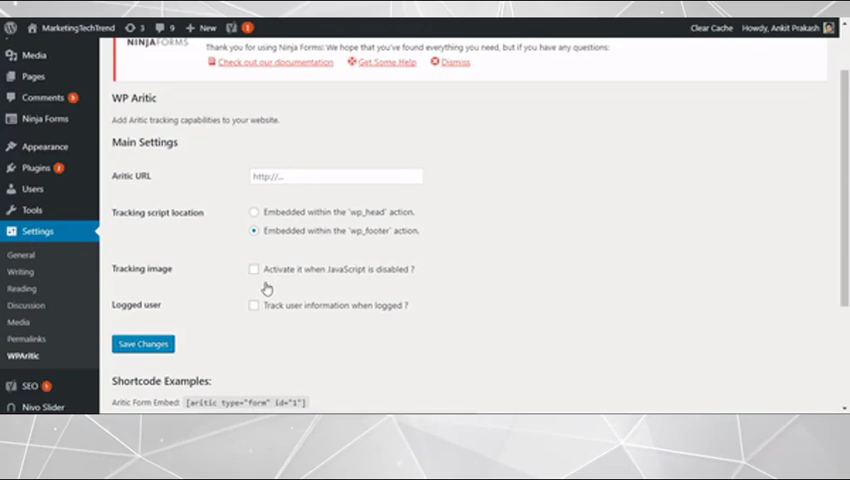 MarketingTechTrend 3 9 New 1 Clear Cache Howdy, Ankit Prakash
Media
Pages
Comments 5
Ninja Forms
Appearance
Plugins 2
Users
Tools
Settings
General
Writing
Reading
Discussion
Media
Permalinks
WPAritic
SEO 5
Nivo Slider
NINJAFORMS
Thank you for using Ninja Forms! We hope that you've found everything you need, but if you have any questions:
Check out our documentation Get Some Help Dismiss
WP Aritic
Add Aritic tracking capabilities to your website.
Main Settings
Aritic URL http://...
Tracking script location Embedded within the `wp_head` action.
Embedded within the `wp_footer` action.
Tracking image Activate it when JavaScript is disabled ?
Logged user Track user information when logged ?
Save Changes
Shortcode Examples:
Aritic Form Embed: [aritic type="form" id="1"]